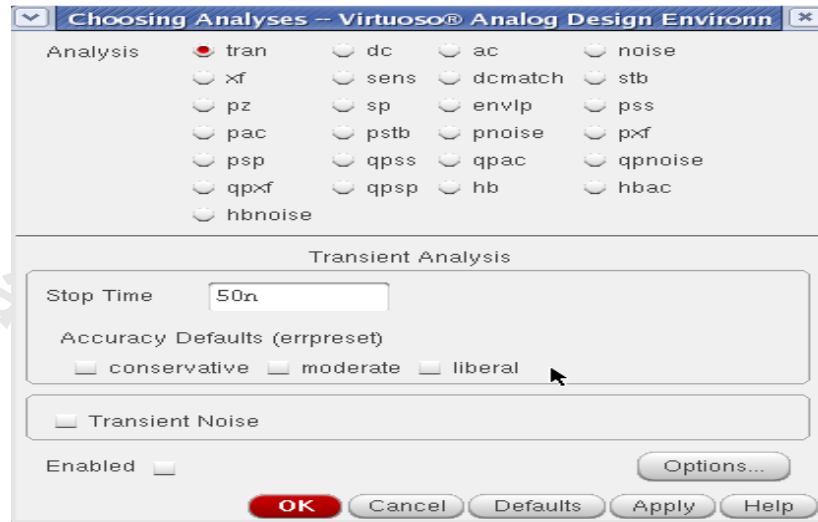 Choosing Analyses -- Virtuoso® Analog Design Environn
Analysis tran dc ac noise
xf sens dcmatch stb
pz sp envlp pss
pac pstb pnoise pxf
psp qpss qpac qpnoise
qpxf qpsp hb hbac
hbnoise
Transient Analysis
Stop Time 50n
Accuracy Defaults (errpreset)
conservative moderate liberal
Transient Noise
Enabled Options...
OK Cancel Defaults Apply Help